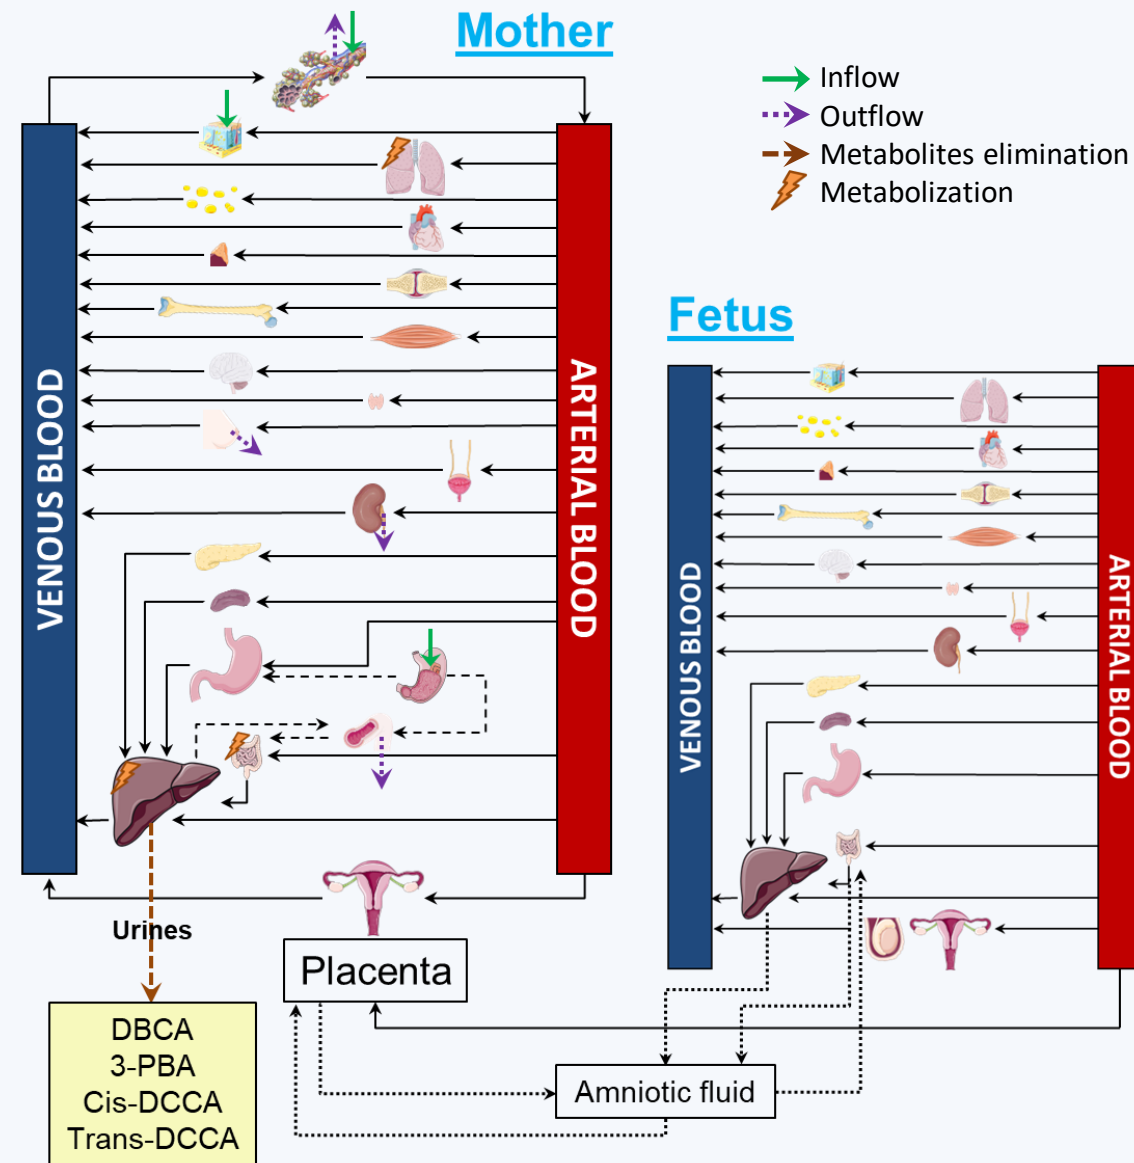 Mother
Inflow
Outflow
Metabolites elimination
Metabolization
VENOUS BLOOD
ARTERIAL BLOOD
Fetus
VENOUS BLOOD
ARTERIAL BLOOD
Urines
Placenta
DBCA
3-PBA
Cis-DCCA
Trans-DCCA
Amniotic fluid